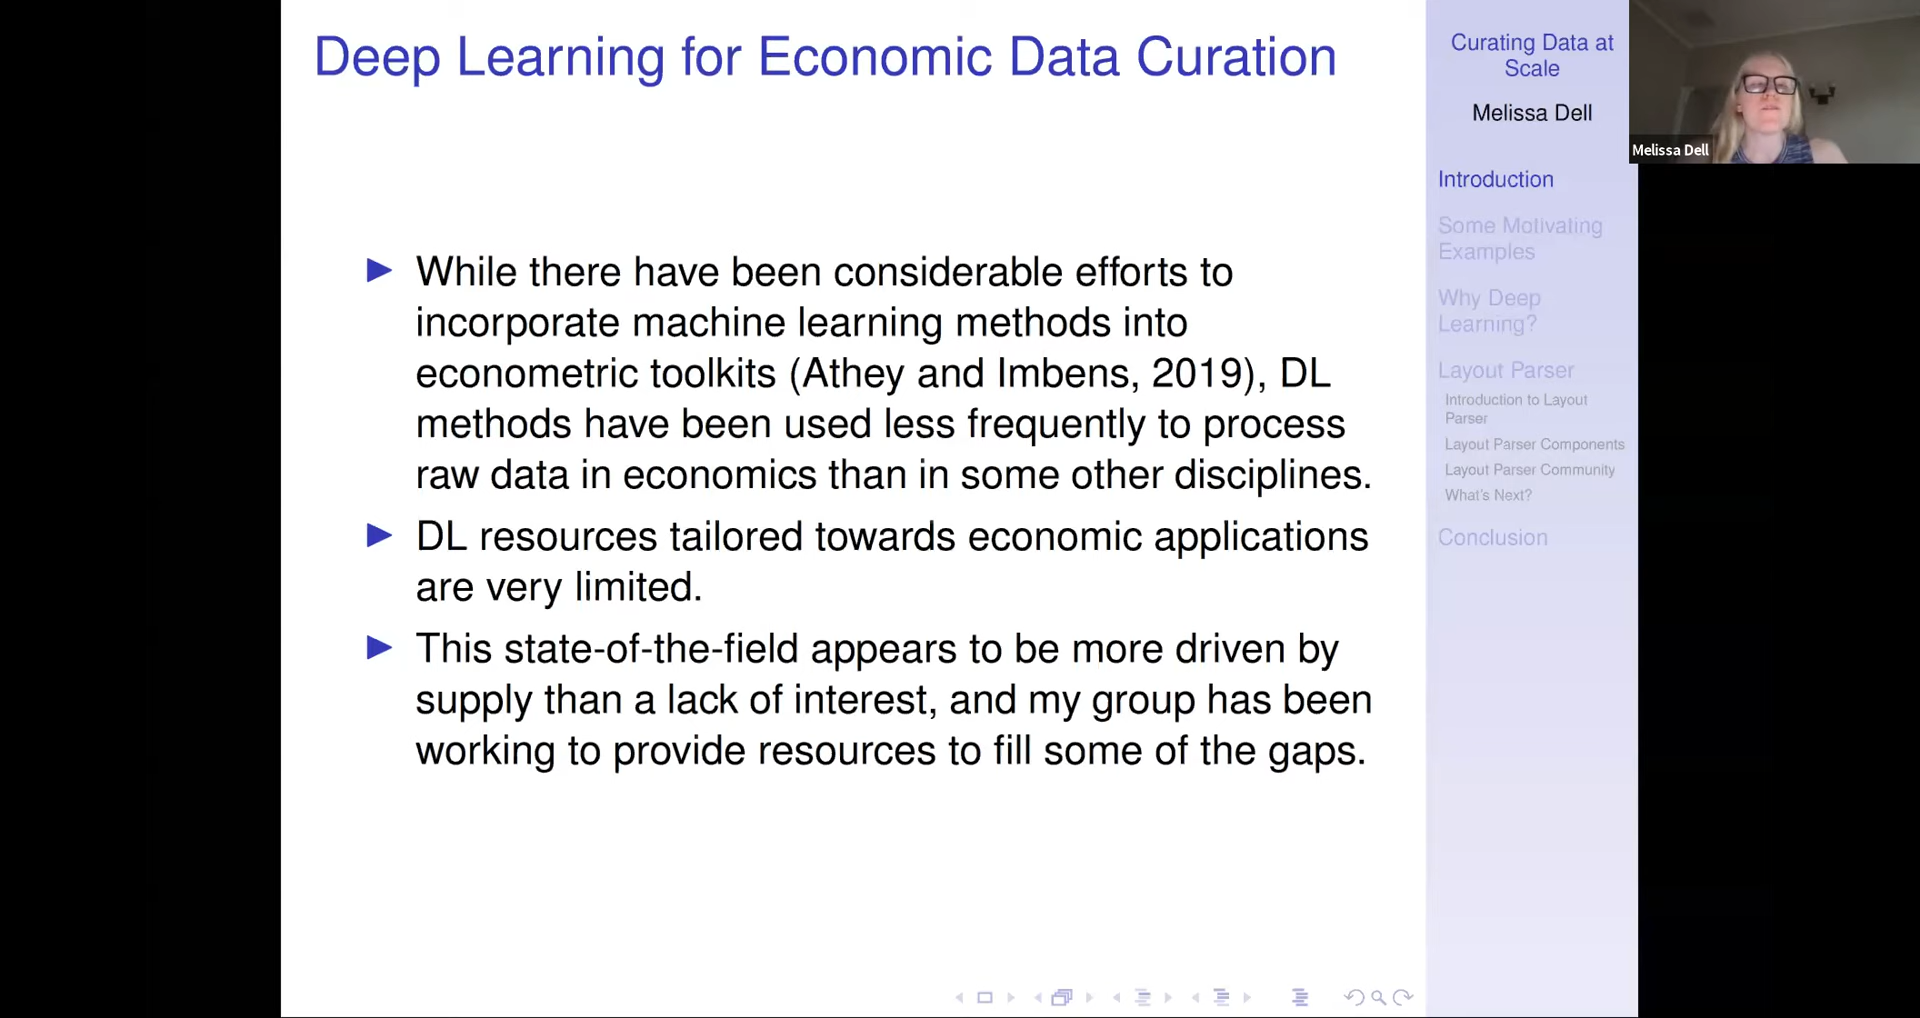 Deep Learning for Economic Data Curation
While there have been considerable efforts to
incorporate machine learning methods into
econometric toolkits (Athey and Imbens, 2019), DL
methods have been used less frequently to process
raw data in economics than in some other disciplines.
DL resources tailored towards economic applications
are very limited.
This state-of-the-field appears to be more driven by
supply than a lack of interest, and my group has been
working to provide resources to fill some of the gaps.
Curating Data at
Scale
Melissa Dell
Introduction
Some Motivating
Examples
Why Deep
Learning?
Layout Parser
Introduction to Layout
Parser
Layout Parser Components
Layout Parser Community
What's Next?
Conclusion
Melissa Dell